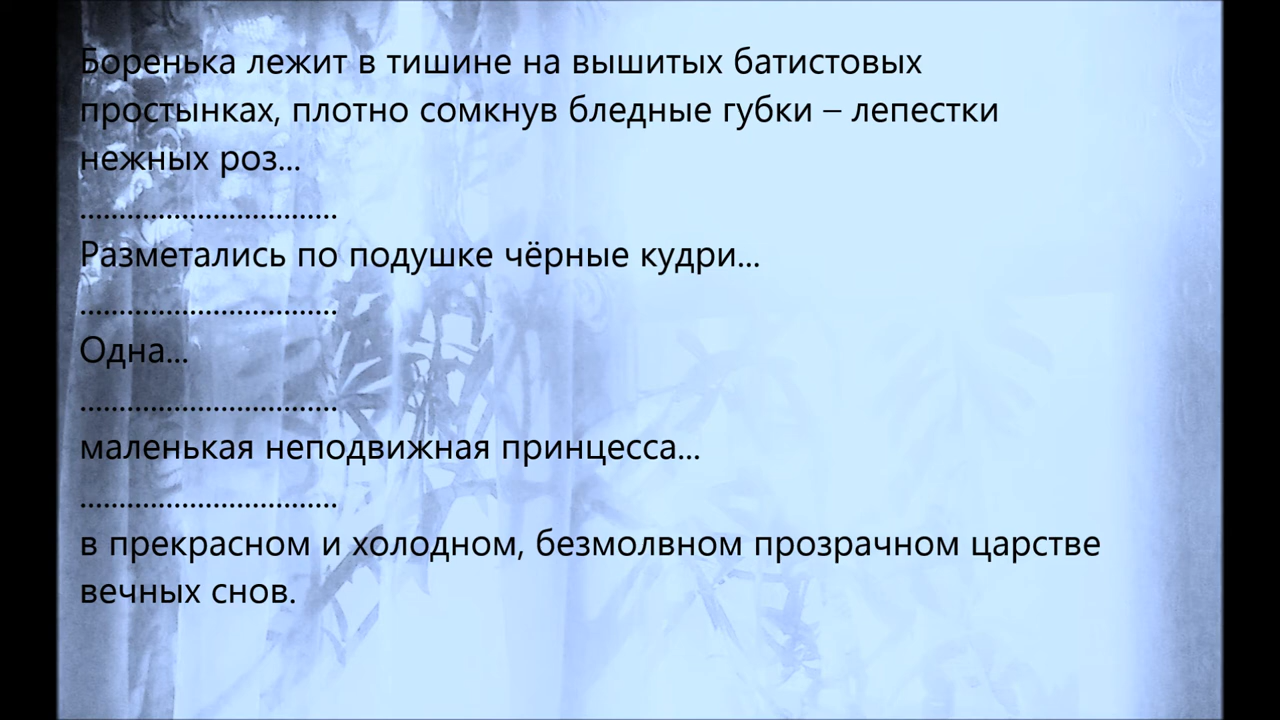 Боренька лежит в тишине на вышитых батистовых
простынках, плотно сомкнув бледные губки – лепестки
нежных роз...
.................................
Разметались по подушке чёрные кудри...
.................................
Одна...
.................................
маленькая неподвижная принцесса...
.................................
в прекрасном и холодном, безмолвном прозрачном царстве
вечных снов.